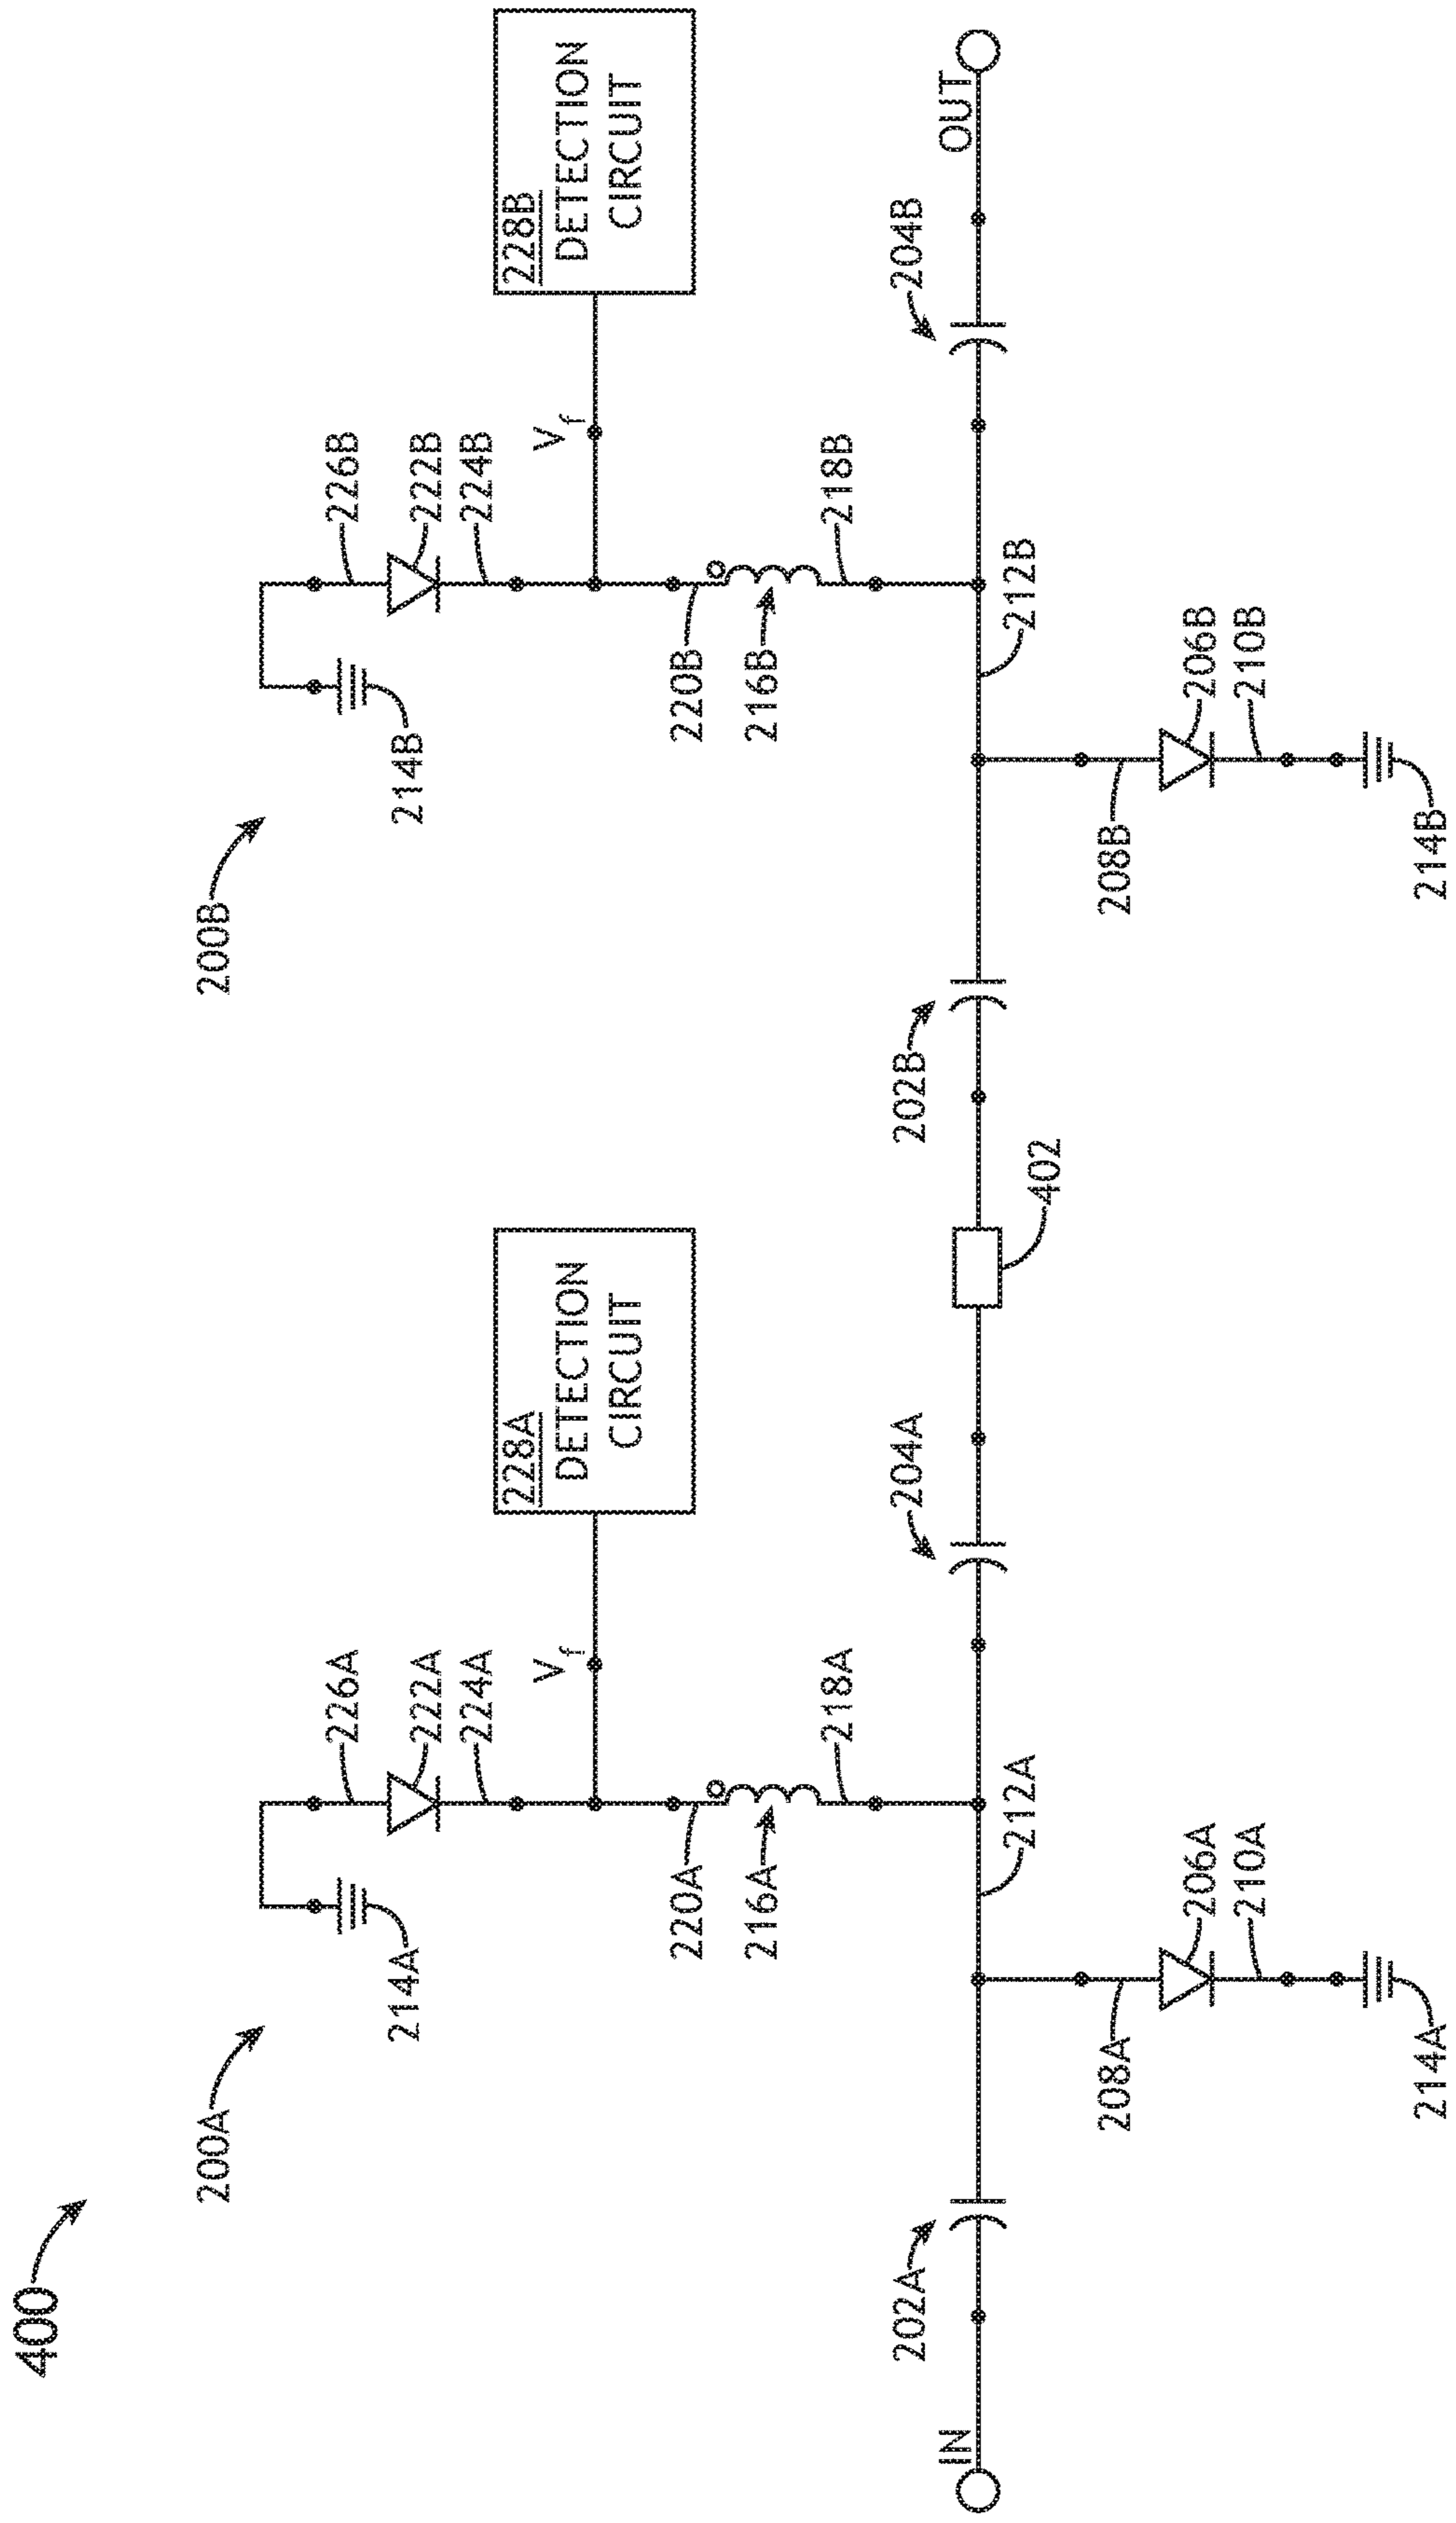 400
200A
200B
214A
226A
222A
224A
214B
226B
222B
224B
228A
DETECTION
CIRCUIT
228B
DETECTION
CIRCUIT
Vf
Vf
220A
216A
218A
220B
216B
218B
IN
202A
204A
202B
204B
OUT
212A
402
212B
208A
206A
210A
208B
206B
210B
214A
214B